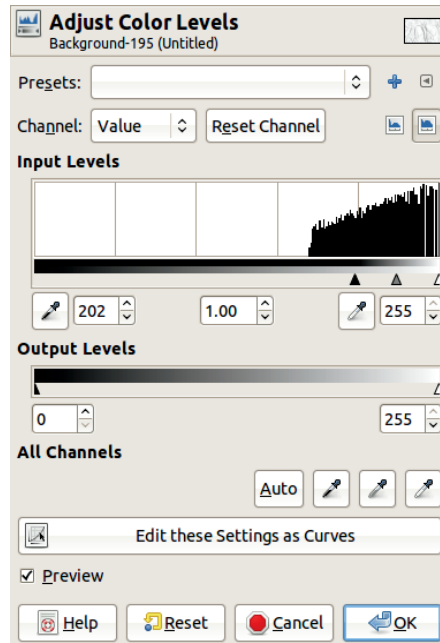 Adjust Color Levels
Background-195 (Untitled)
Presets:
Channel: Value Reset Channel
Input Levels
202 1.00 255
Output Levels
0 255
All Channels
Auto
Edit these Settings as Curves
Preview
Help Reset Cancel OK